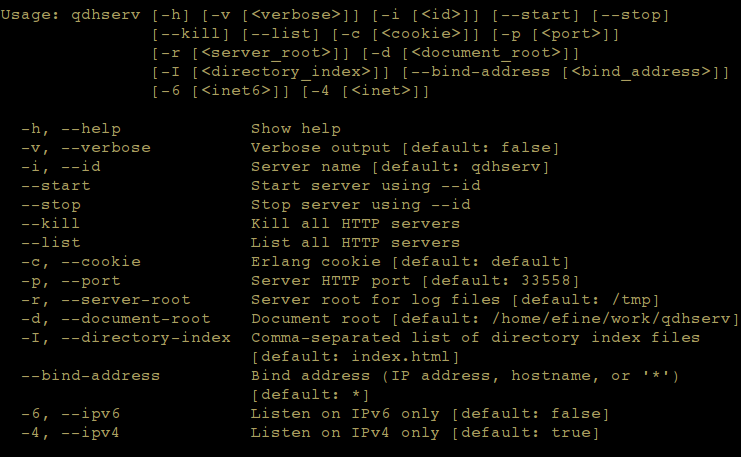 Usage: qdhserv [-h] [-v [<verbose>]] [-i [<id>]] [--start] [--stop]
[--kill] [--list] [-c [<cookie>]] [-p [<port>]]
[-r [<server_root>]] [-d [<document_root>]]
[-I [<directory_index>]] [--bind-address [<bind_address>]]
[-6 [<inet6>]] [-4 [<inet>]]
-h, --help Show help
-v, --verbose Verbose output [default: false]
-i, --id Server name [default: qdhserv]
--start Start server using --id
--stop Stop server using --id
--kill Kill all HTTP servers
--list List all HTTP servers
-c, --cookie Erlang cookie [default: default]
-p, --port Server HTTP port [default: 33558]
-r, --server-root Server root for log files [default: /tmp]
-d, --document-root Document root [default: /home/efine/work/qdhserv]
-I, --directory-index Comma-separated list of directory index files
[default: index.html]
--bind-address Bind address (IP address, hostname, or '*')
[default: *]
-6, --ipv6 Listen on IPv6 only [default: false]
-4, --ipv4 Listen on IPv4 only [default: true]